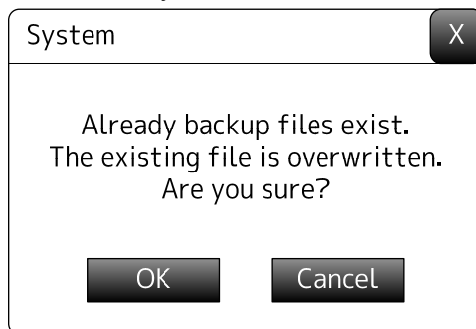 System
X
Already backup files exist.
The existing file is overwritten.
Are you sure?
OK
Cancel